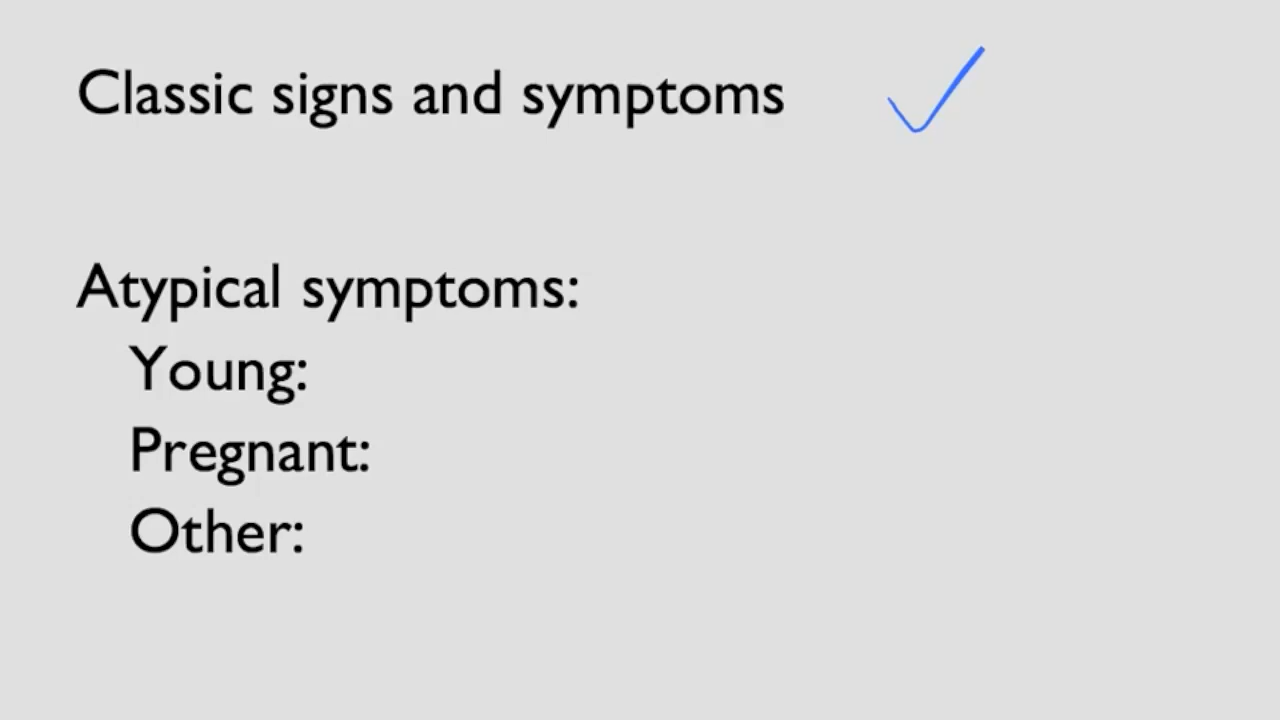 Classic signs and symptoms
Atypical symptoms:
Young:
Pregnant:
Other: